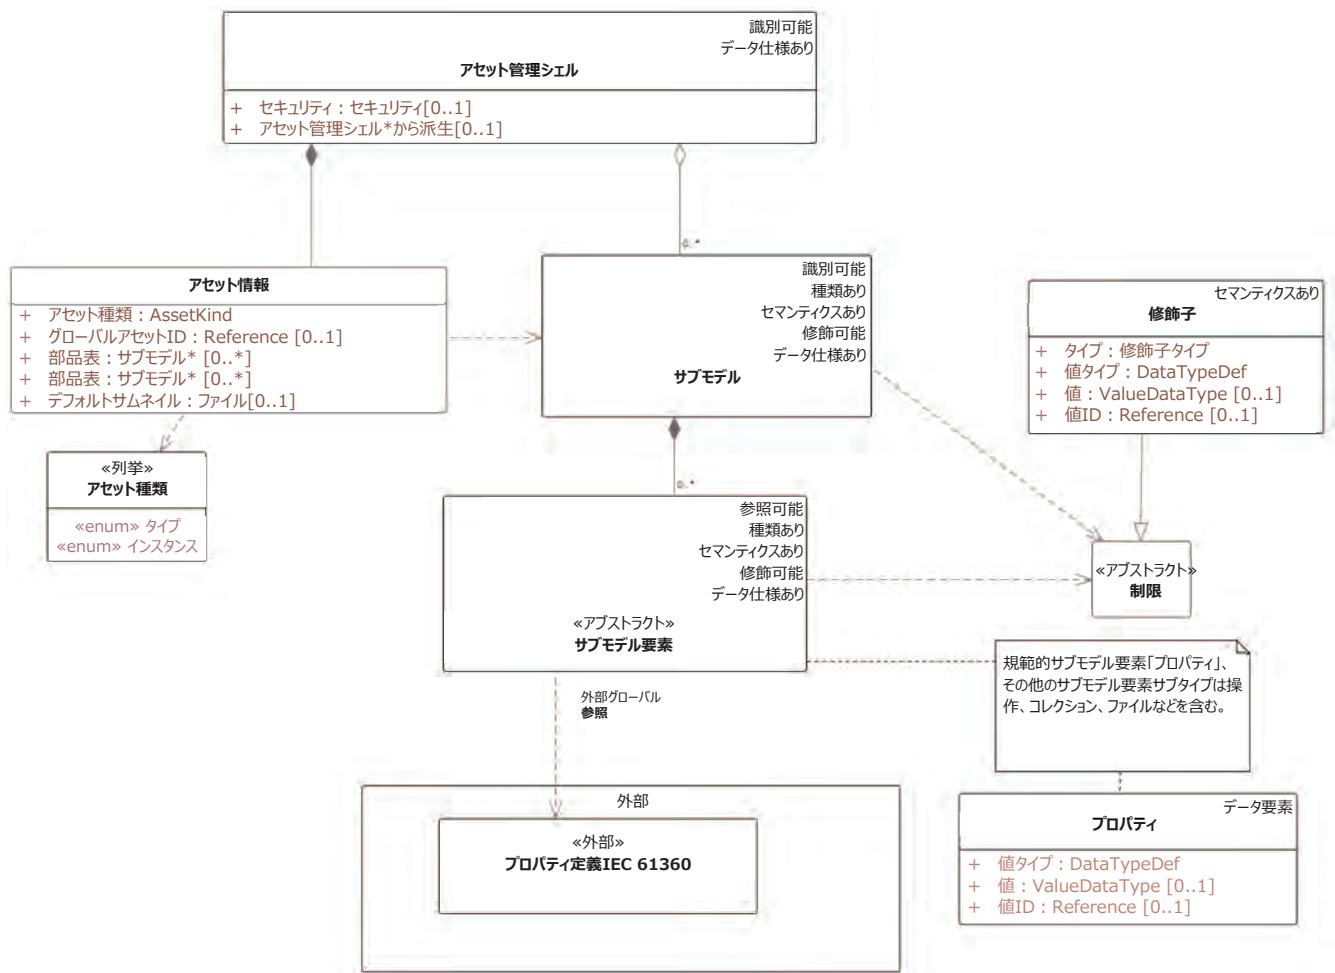 識別可能
データ仕様あり
アセット管理シェル
+ セキュリティ : セキュリティ[0..1]
+ アセット管理シェル*から派生[0..1]
0..*
アセット情報
+ アセット種類 : AssetKind
+ グローバルアセットID : Reference [0..1]
+ 部品表 : サブモデル* [0..*]
+ 部品表 : サブモデル* [0..*]
+ デフォルトサムネイル : ファイル[0..1]
識別可能
種類あり
セマンティクスあり
修飾可能
データ仕様あり
サブモデル
セマンティクスあり
修飾子
+ タイプ : 修飾子タイプ
+ 値タイプ : DataTypeDef
+ 値 : ValueDataType [0..1]
+ 値ID : Reference [0..1]
«列挙»
アセット種類
«enum» タイプ
«enum» インスタンス
0..*
参照可能
種類あり
セマンティクスあり
修飾可能
データ仕様あり
«アブストラクト»
サブモデル要素
«アブストラクト»
制限
規範的サブモデル要素「プロパティ」、
その他のサブモデル要素サブタイプは操
作、コレクション、ファイルなどを含む。
外部グローバル
参照
外部
«外部»
プロパティ定義IEC 61360
データ要素
プロパティ
+ 値タイプ : DataTypeDef
+ 値 : ValueDataType [0..1]
+ 値ID : Reference [0..1]